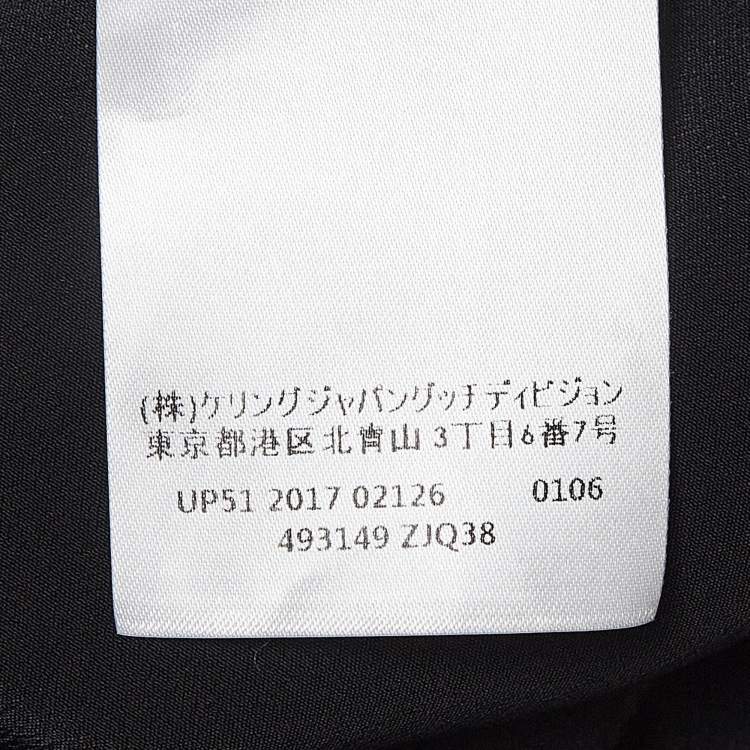 (株)ケリングジャパングッチディビジョン
東京都港区北青山3丁目6番7号
UP51 2017 02126 0106
493149 ZJQ38